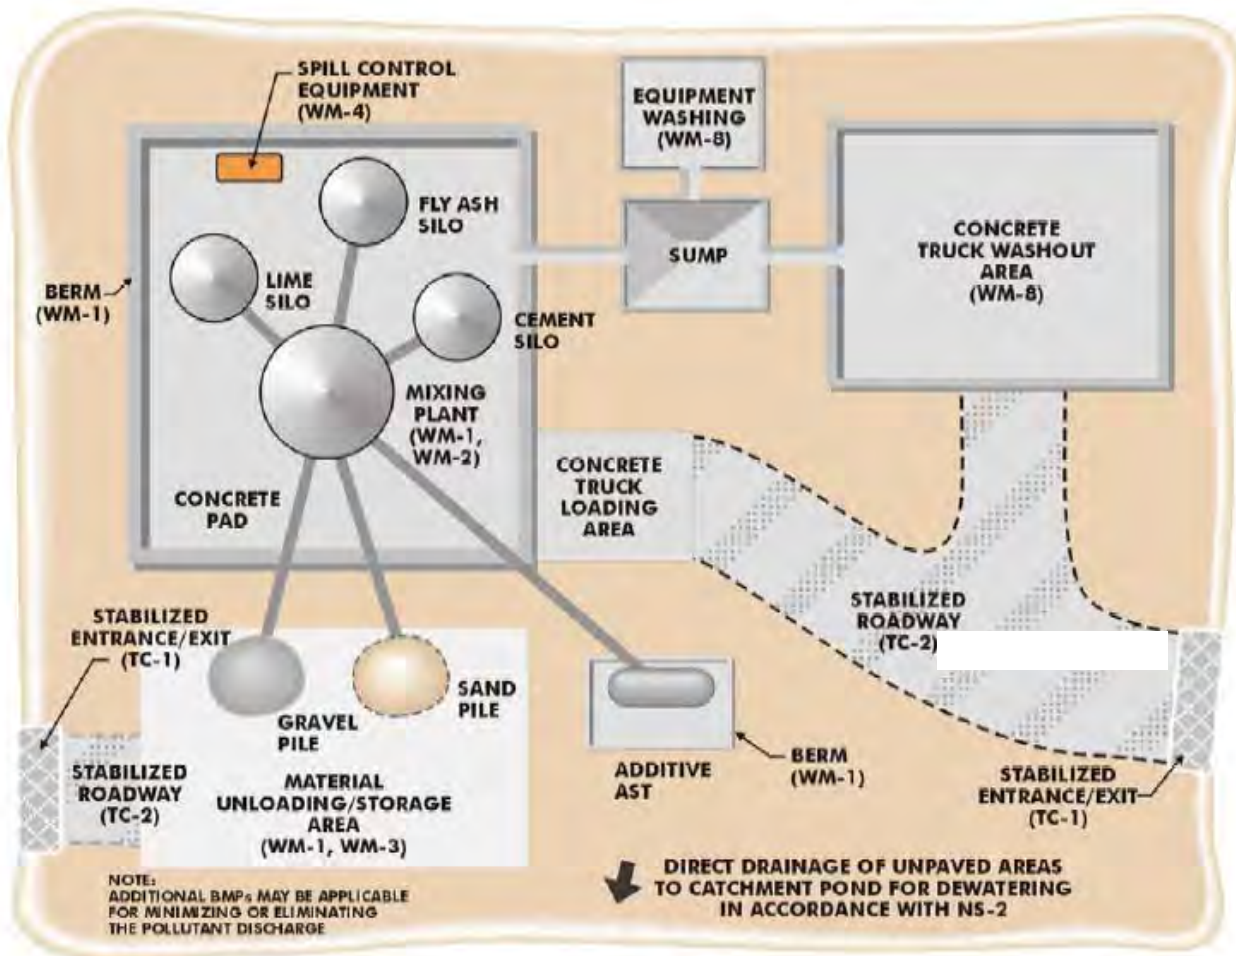 SPILL CONTROL
EQUIPMENT
(WM-4)
EQUIPMENT
WASHING
(WM-8)
FLY ASH
SILO
SUMP
CONCRETE
TRUCK WASHOUT
AREA
(WM-8)
LIME
SILO
BERM
(WM-1)
CEMENT
SILO
MIXING
PLANT
(WM-1,
WM-2)
CONCRETE
PAD
CONCRETE
TRUCK
LOADING
AREA
STABILIZED
ENTRANCE/EXIT
(TC-1)
STABILIZED
ROADWAY
(TC-2)
SAND
PILE
GRAVEL
PILE
STABILIZED
ROADWAY
(TC-2)
MATERIAL
UNLOADING/STORAGE
AREA
(WM-1, WM-3)
ADDITIVE
AST
BERM
(WM-1)
STABILIZED
ENTRANCE/EXIT
(TC-1)
NOTE:
ADDITIONAL BMPs MAY BE APPLICABLE
FOR MINIMIZING OR ELIMINATING
THE POLLUTANT DISCHARGE
DIRECT DRAINAGE OF UNPAVED AREAS
TO CATCHMENT POND FOR DEWATERING
IN ACCORDANCE WITH NS-2